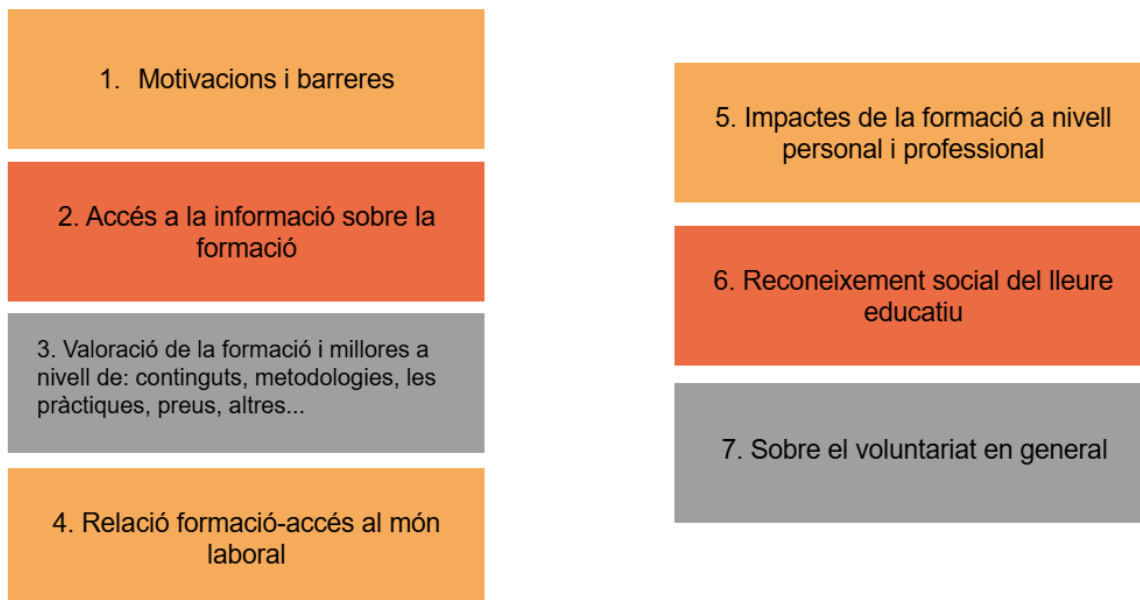 1. Motivacions i barreres
2. Accés a la informació sobre la
formació
3. Valoració de la formació i millores a
nivell de: continguts, metodologies, les
pràctiques, preus, altres...
4. Relació formació-accés al món
laboral
5. Impactes de la formació a nivell
personal i professional
6. Reconeixement social del lleure
educatiu
7. Sobre el voluntariat en general